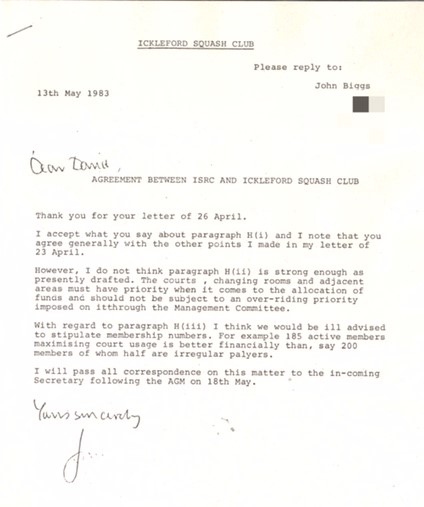 ICKLEFORD SQUASH CLUB
Please reply to:
John Biggs
13th May 1983
Dear David,
AGREEMENT BETWEEN ISRC AND ICKLEFORD SQUASH CLUB
Thank you for your letter of 26 April.
I accept what you say about paragraph H(i) and I note that you
agree generally with the other points I made in my letter of
23 April.
However, I do not think paragraph H(ii) is strong enough as
presently drafted. The courts , changing rooms and adjacent
areas must have priority when it comes to the allocation of
funds and should not be subject to an over-riding priority
imposed on itthrough the Management Committee.
With regard to paragraph H(iii) I think we would be ill advised
to stipulate membership numbers. For example 185 active members
maximising court usage is better financially than, say 200
members of whom half are irregular palyers.
I will pass all correspondence on this matter to the in-coming
Secretary following the AGM on 18th May.
Yours sincerely